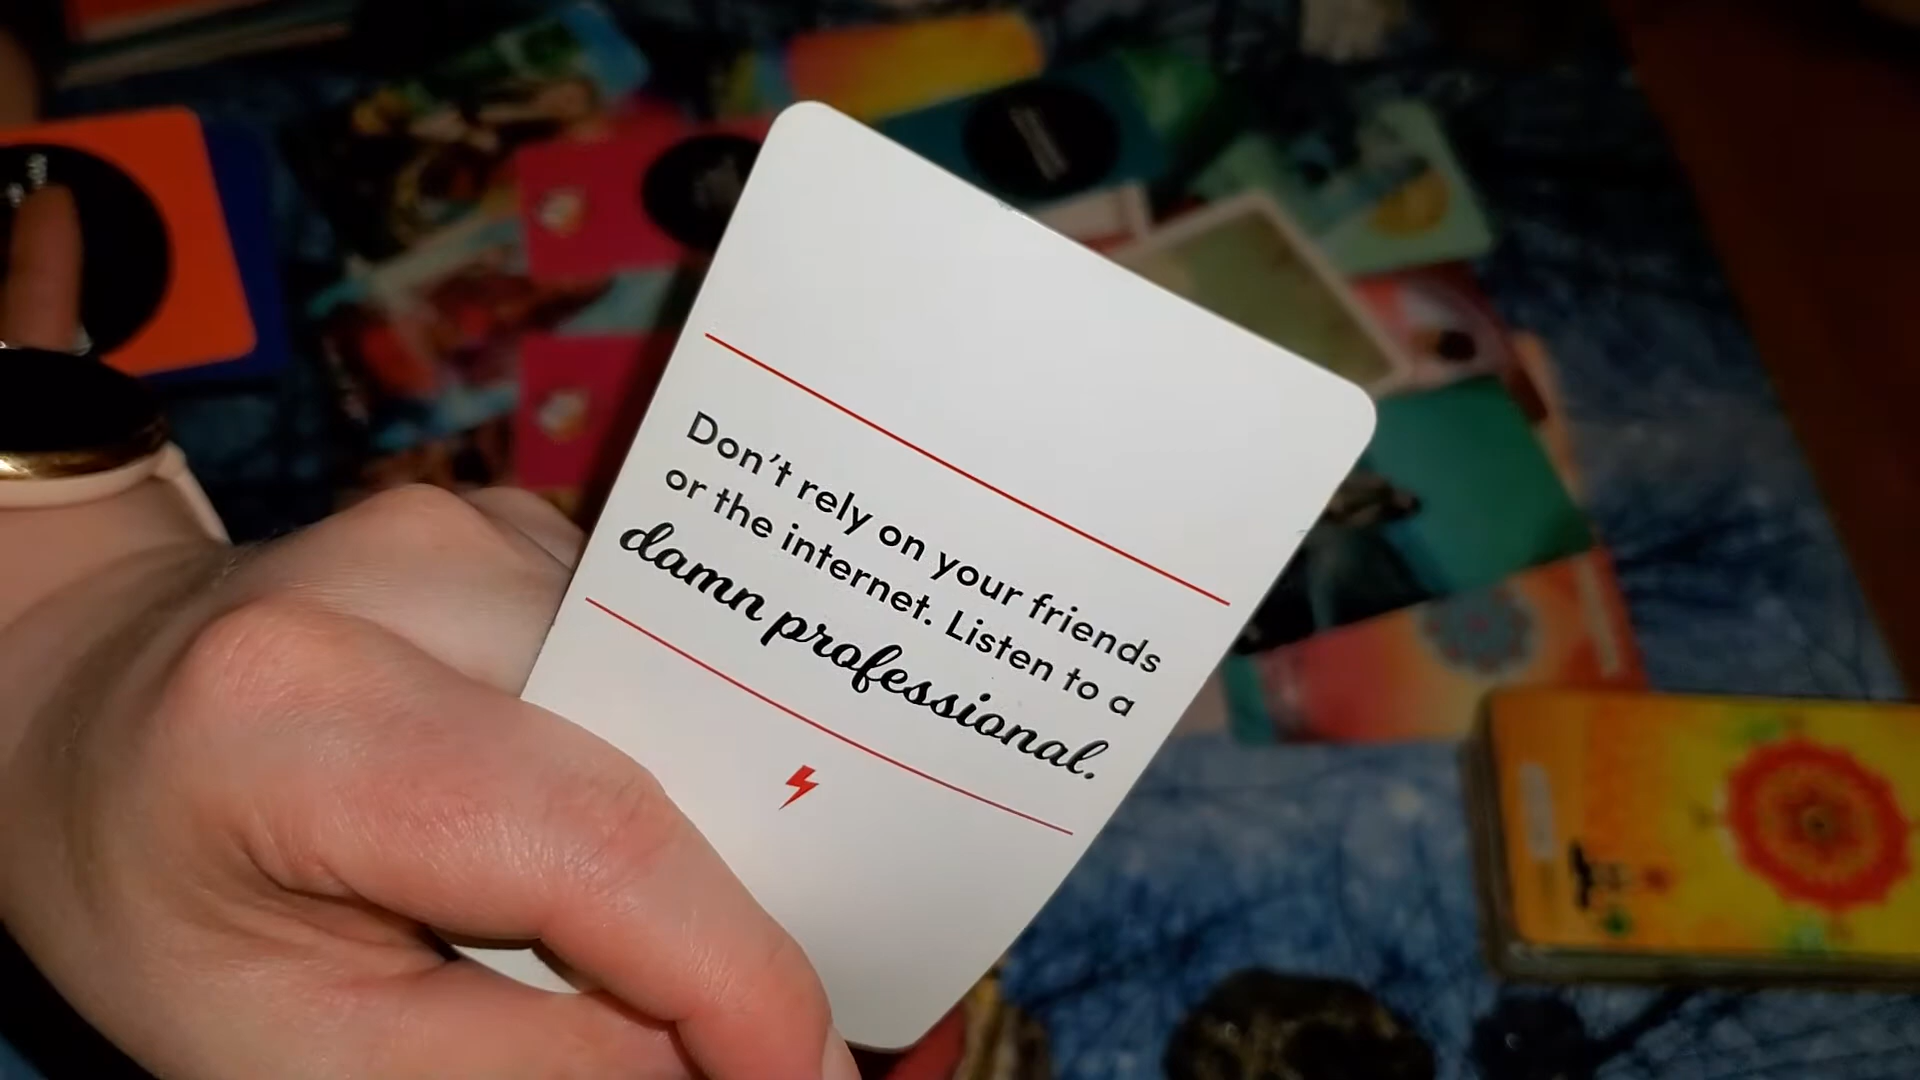 Don't rely on your friends
or the internet. Listen to a
damn professional.